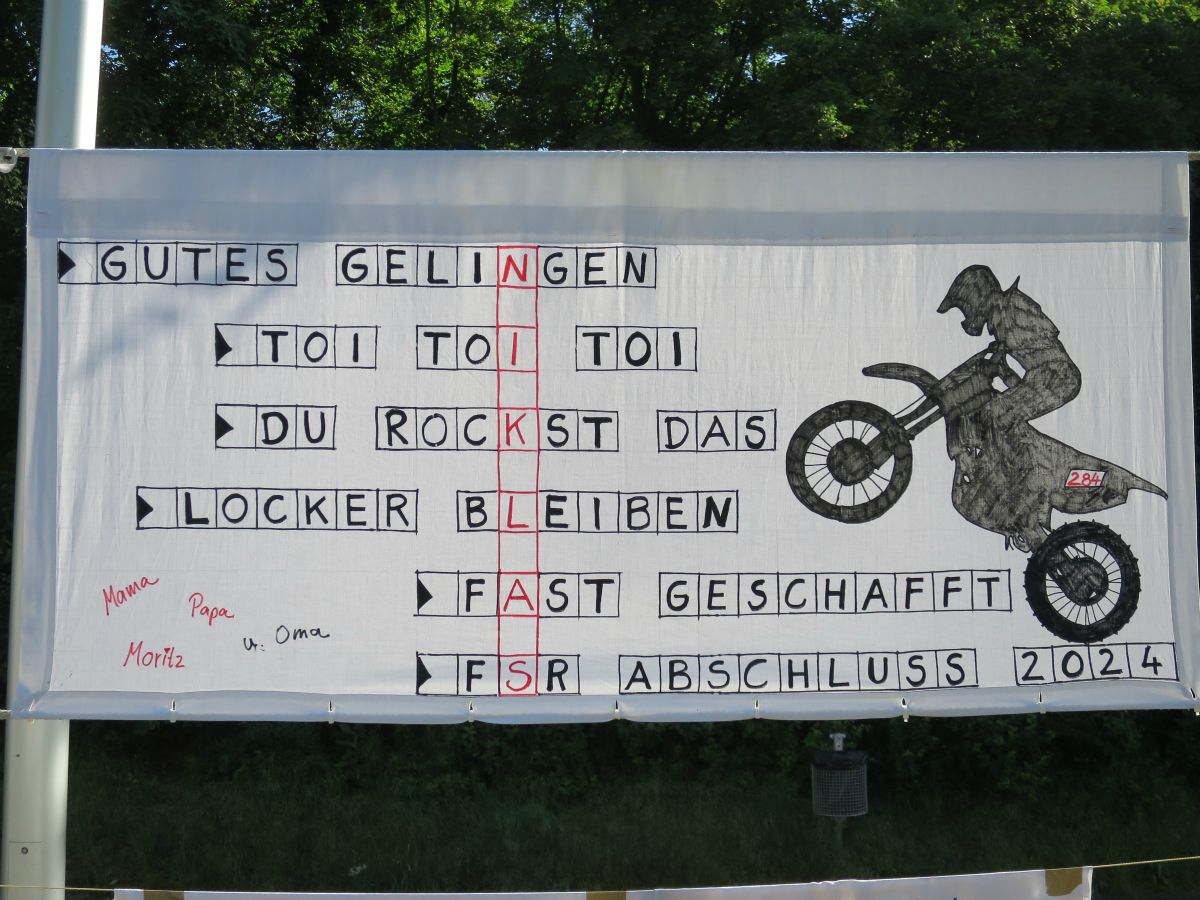 GUTES GELINGEN
TOI TOI TOI
DU ROCKST DAS
LOCKER BLEIBEN
284
FAST GESCHAFFT
Mama
Papa
u. Oma
Moritz
FSR ABSCHLUSS 2024